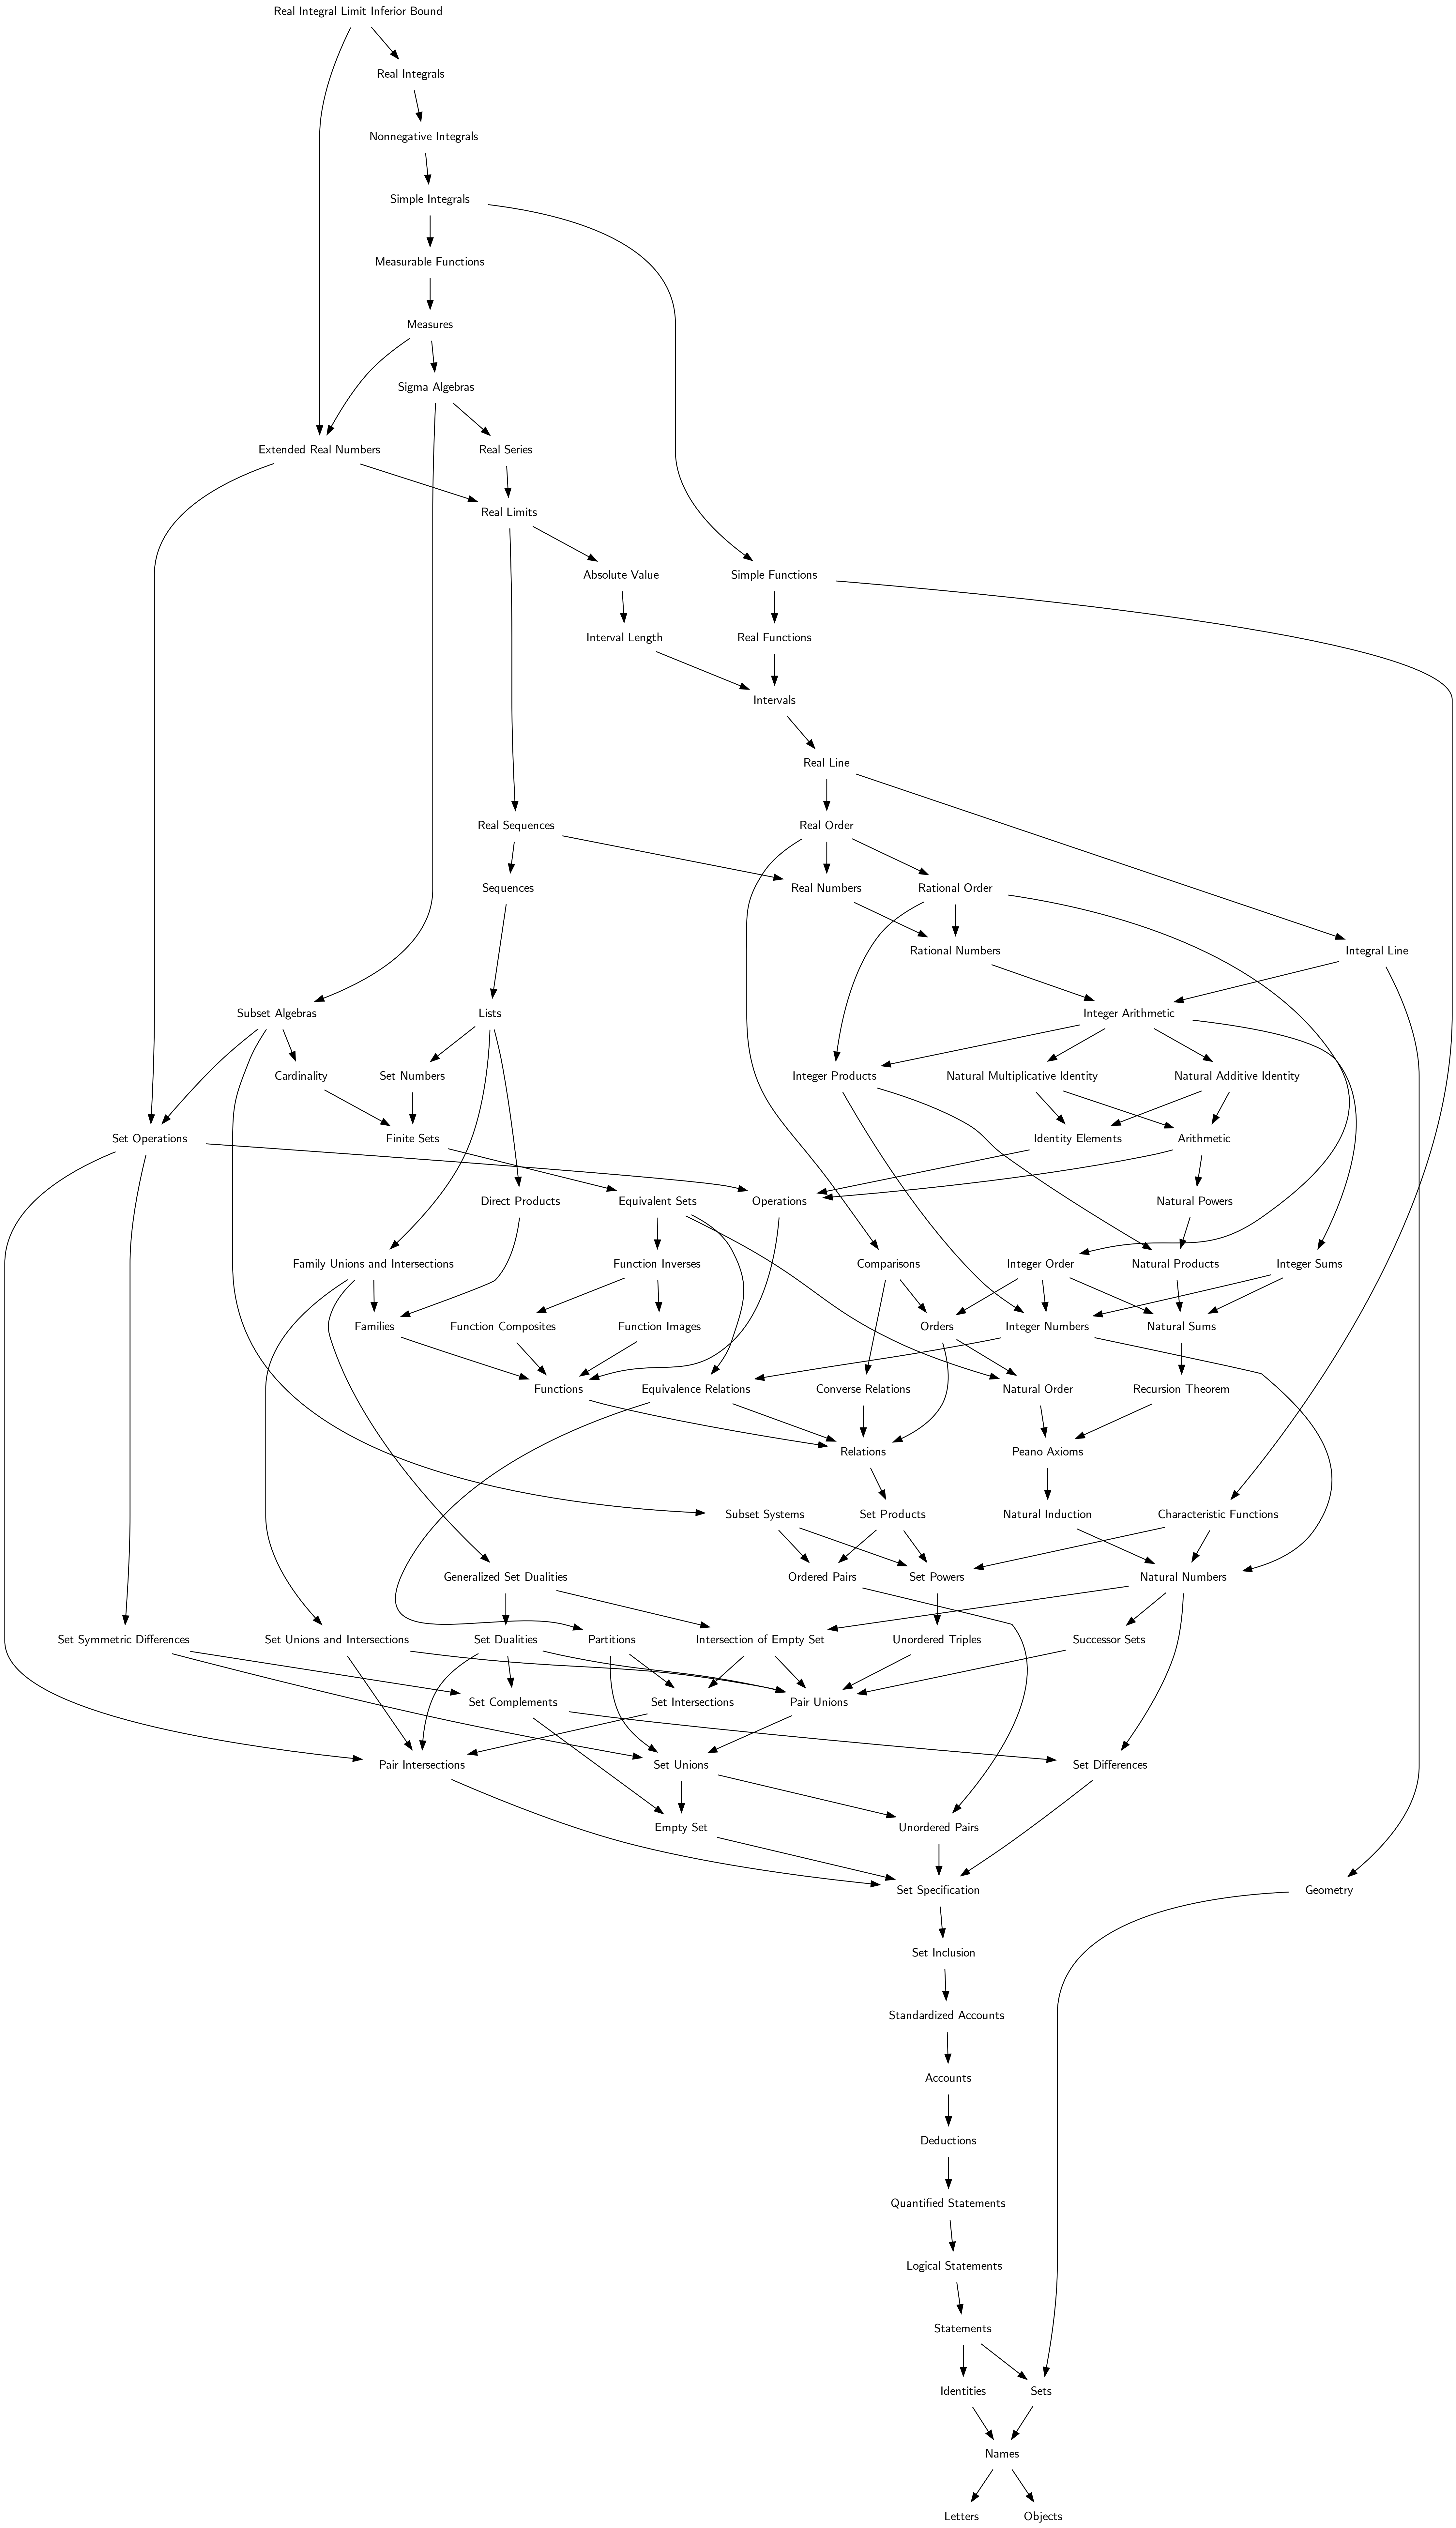 Real Integral Limit Inferior Bound
Real Integrals
Nonnegative Integrals
Simple Integrals
Measurable Functions
Measures
Sigma Algebras
Extended Real Numbers
Real Series
Real Limits
Absolute Value
Simple Functions
Interval Length
Real Functions
Intervals
Real Line
Real Sequences
Real Order
Sequences
Real Numbers
Rational Order
Rational Numbers
Integral Line
Subset Algebras
Lists
Integer Arithmetic
Cardinality
Set Numbers
Integer Products
Natural Multiplicative Identity
Natural Additive Identity
Set Operations
Finite Sets
Identity Elements
Arithmetic
Direct Products
Equivalent Sets
Operations
Natural Powers
Family Unions and Intersections
Function Inverses
Comparisons
Integer Order
Natural Products
Integer Sums
Families
Function Composites
Function Images
Orders
Integer Numbers
Natural Sums
Functions
Equivalence Relations
Converse Relations
Natural Order
Recursion Theorem
Relations
Peano Axioms
Subset Systems
Set Products
Natural Induction
Characteristic Functions
Generalized Set Dualities
Ordered Pairs
Set Powers
Natural Numbers
Set Symmetric Differences
Set Unions and Intersections
Set Dualities
Partitions
Intersection of Empty Set
Unordered Triples
Successor Sets
Set Complements
Set Intersections
Pair Unions
Pair Intersections
Set Unions
Set Differences
Empty Set
Unordered Pairs
Set Specification
Geometry
Set Inclusion
Standardized Accounts
Accounts
Deductions
Quantified Statements
Logical Statements
Statements
Identities
Sets
Names
Letters
Objects